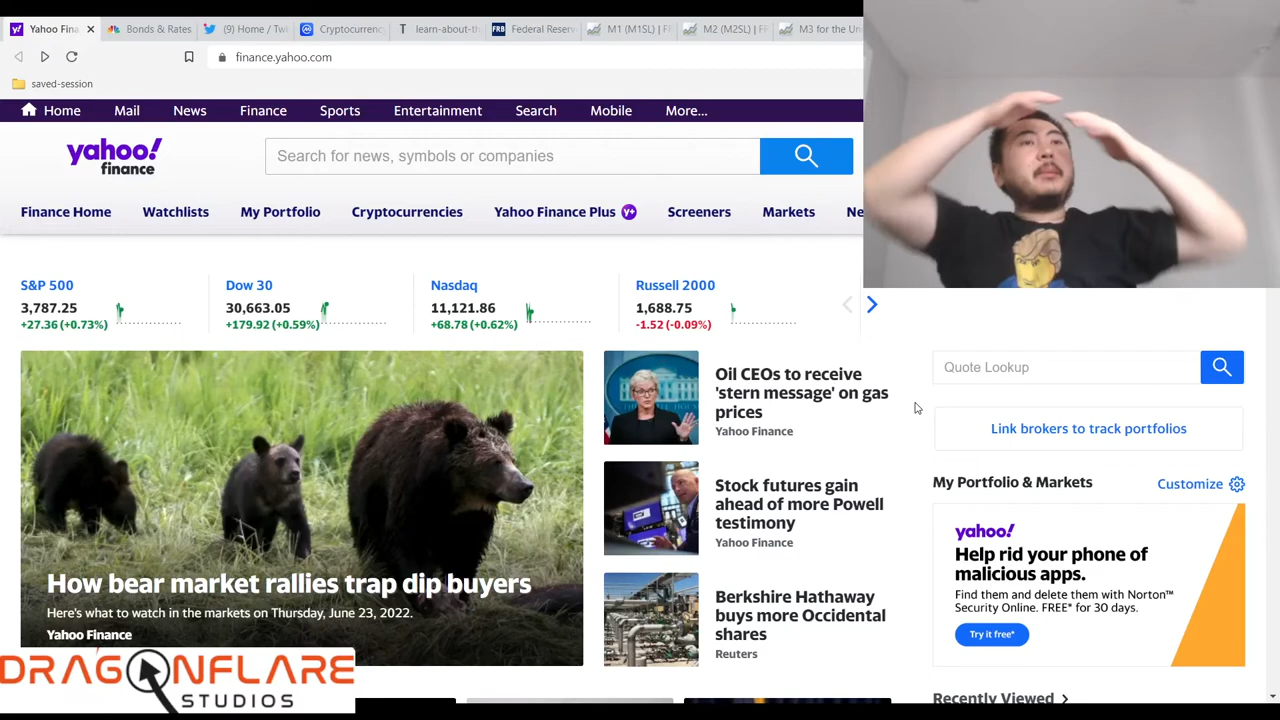 Yahoo Fina
Bonds & Rates
(9) Home / Tw
Cryptocurrenc
learn-about-th
Federal Reserv
M1 (M1SL) | F
M2 (M2SL) | F
M3 for the Un
finance.yahoo.com
saved-session
Home Mail News Finance Sports Entertainment Search Mobile More...
yahoo!
finance
Search for news, symbols or companies
Finance Home Watchlists My Portfolio Cryptocurrencies Yahoo Finance Plus y+ Screeners Markets Ne
S&P 500
3,787.25
+27.36 (+0.73%)
Dow 30
30,663.05
+179.92 (+0.59%)
Nasdaq
11,121.86
+68.78 (+0.62%)
Russell 2000
1,688.75
-1.52 (-0.09%)
How bear market rallies trap dip buyers
Here's what to watch in the markets on Thursday, June 23, 2022.
Yahoo Finance
Oil CEOs to receive
'stern message' on gas
prices
Yahoo Finance
Stock futures gain
ahead of more Powell
testimony
Yahoo Finance
Berkshire Hathaway
buys more Occidental
shares
Reuters
Quote Lookup
Link brokers to track portfolios
My Portfolio & Markets
Customize
yahoo!
Help rid your phone of
malicious apps.
Find them and delete them with Norton™
Security Online. FREE* for 30 days.
Try it free*
Recently Viewed
DRAGONFLARE
STUDIOS